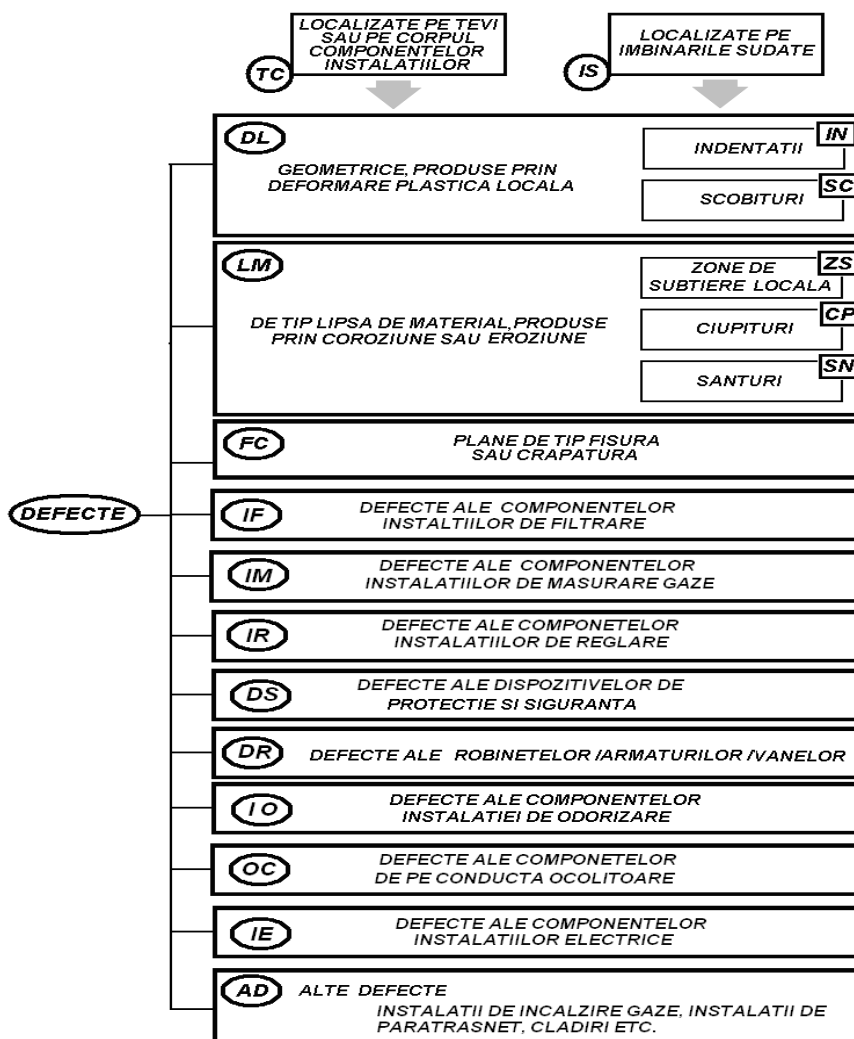 LOCALIZATE PE TEVI
SAU PE CORPUL
COMPONENTELOR
INSTALATIILOR
TC
LOCALIZATE PE
IMBINARILE SUDATE
IS
DEFECTE
DL
GEOMETRICE, PRODUSE PRIN
DEFORMARE PLASTICA LOCALA
INDENTATII
IN
SCOBITURI
SC
LM
DE TIP LIPSA DE MATERIAL,PRODUSE
PRIN COROZIUNE SAU EROZIUNE
ZONE DE
SUBTIERE LOCALA
ZS
CIUPITURI
CP
SANTURI
SN
FC
PLANE DE TIP FISURA
SAU CRAPATURA
IF
DEFECTE ALE COMPONENTELOR
INSTALTIILOR DE FILTRARE
IM
DEFECTE ALE COMPONENTELOR
INSTALATIILOR DE MASURARE GAZE
IR
DEFECTE ALE COMPONETELOR
INSTALATIILOR DE REGLARE
DS
DEFECTE ALE DISPOZITIVELOR DE
PROTECTIE SI SIGURANTA
DR
DEFECTE ALE ROBINETELOR /ARMATURILOR /VANELOR
I O
DEFECTE ALE COMPONENTELOR
INSTALATIEI DE ODORIZARE
OC
DEFECTE ALE COMPONETELOR
DE PE CONDUCTA OCOLITOARE
IE
DEFECTE ALE COMPONENTELOR
INSTALATIILOR ELECTRICE
AD
ALTE DEFECTE
INSTALATII DE INCALZIRE GAZE, INSTALATII DE
PARATRASNET, CLADIRI ETC.